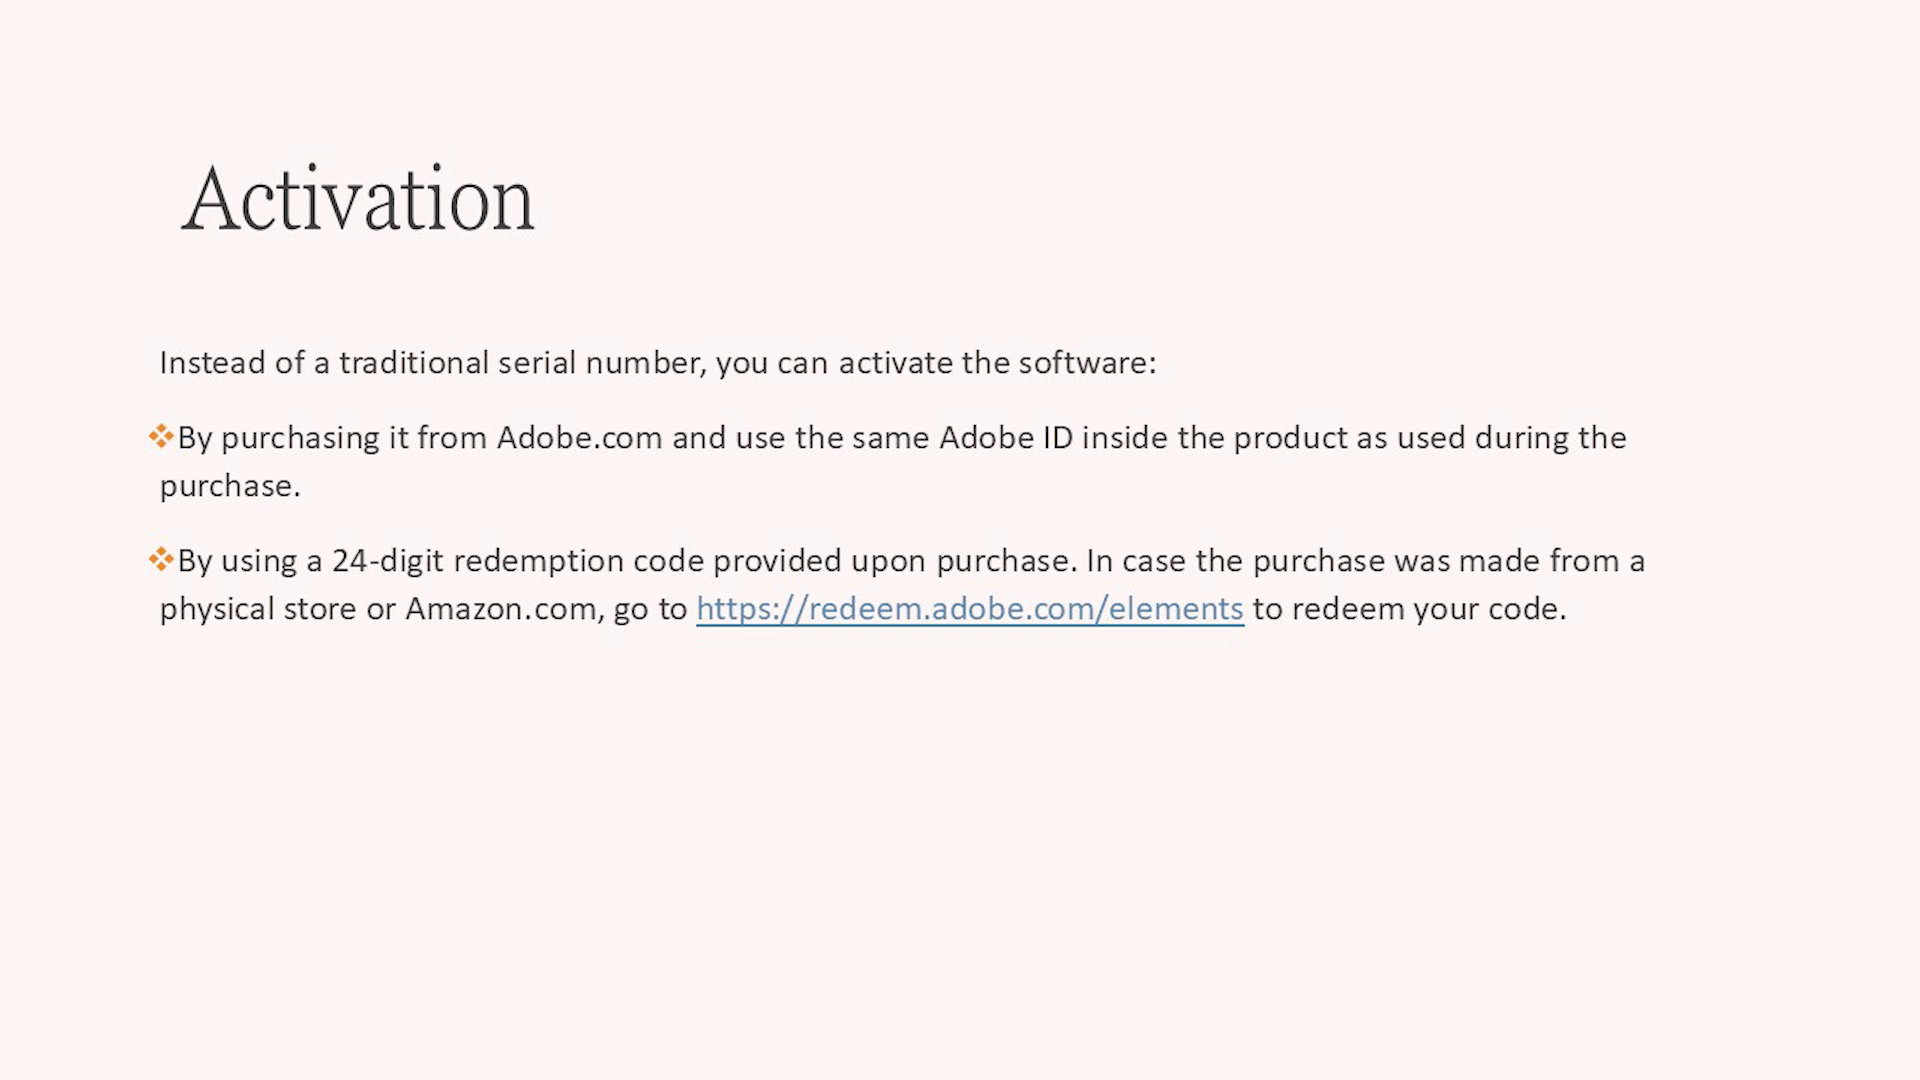 Activation
Instead of a traditional serial number, you can activate the software:
❖By purchasing it from Adobe.com and use the same Adobe ID inside the product as used during the
purchase.
❖By using a 24-digit redemption code provided upon purchase. In case the purchase was made from a
physical store or Amazon.com, go to https://redeem.adobe.com/elements to redeem your code.